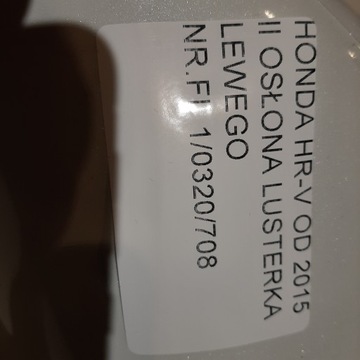 HONDA HR-V OD 2015
II OSŁONA LUSTERKA
LEWEGO
NR.FI. 1/0320/708